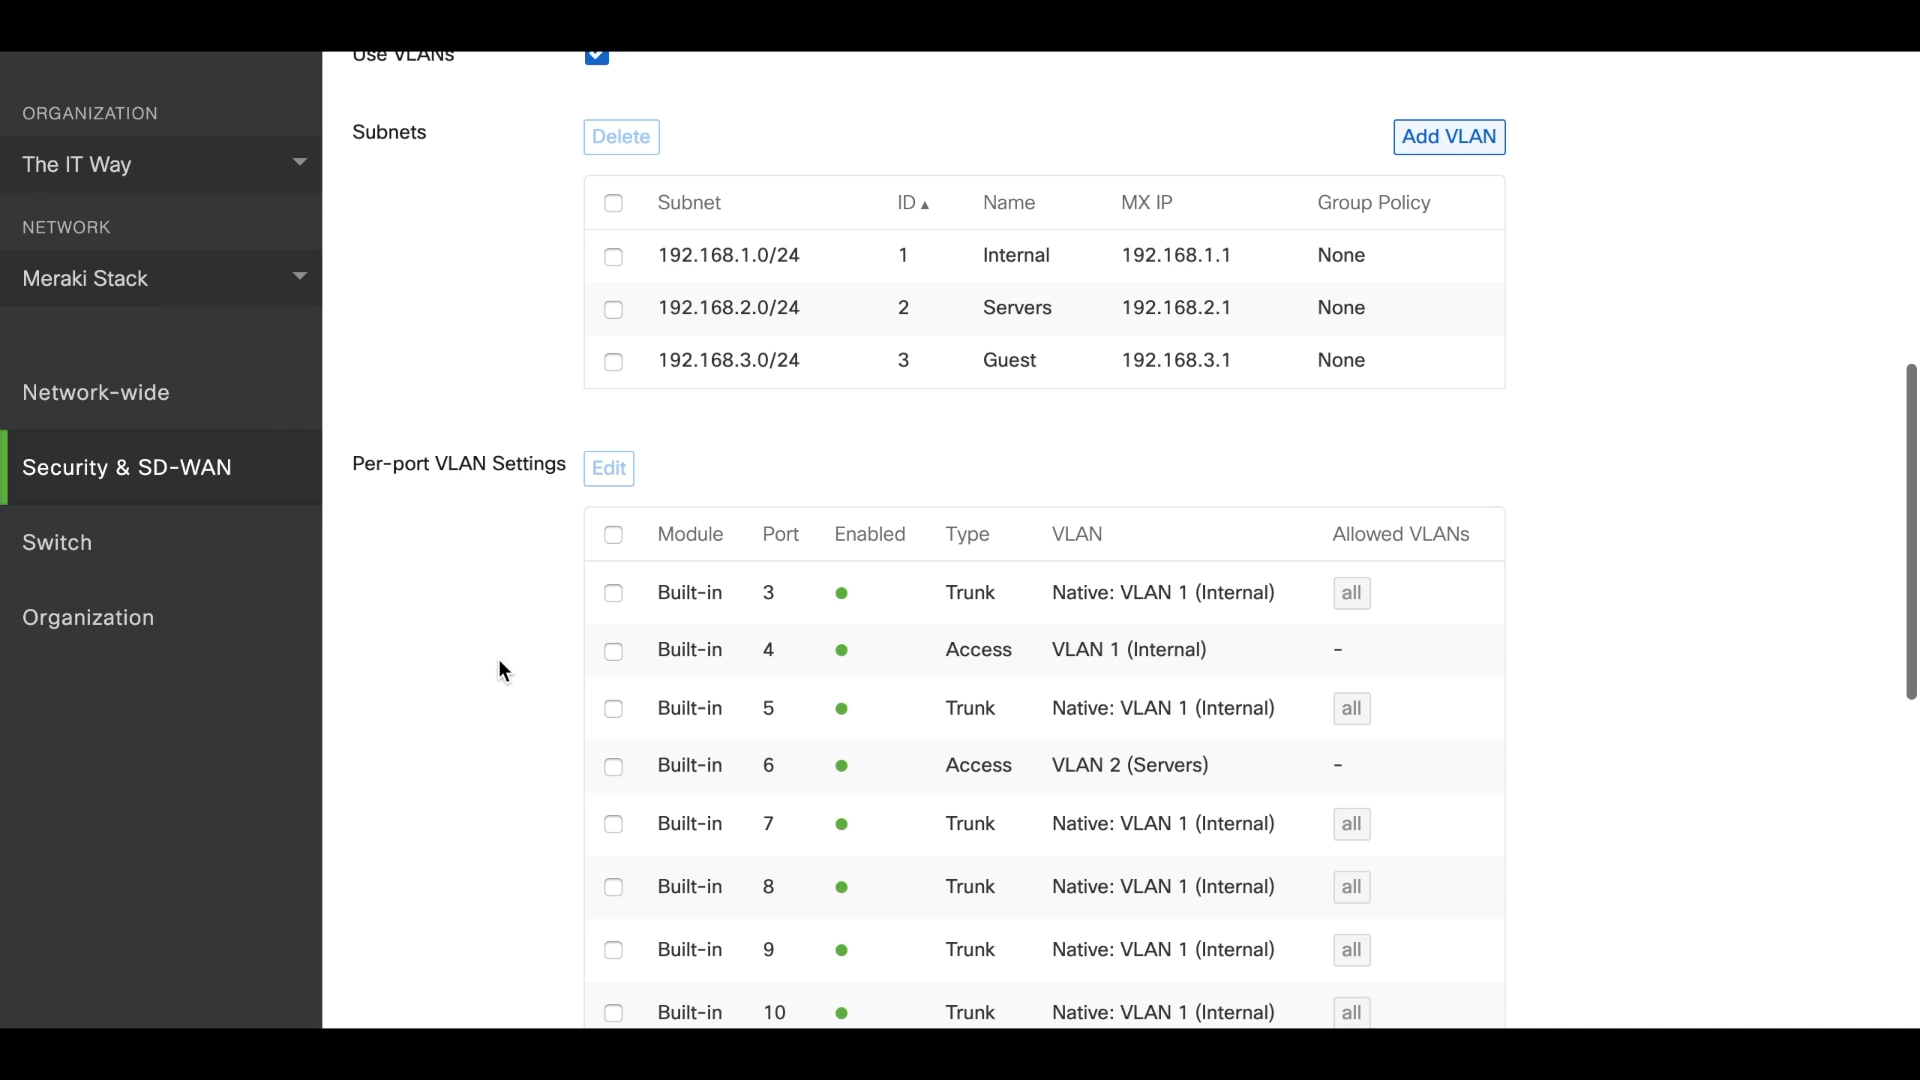 Use VLANs
ORGANIZATION
The IT Way
NETWORK
Meraki Stack
Network-wide
Security & SD-WAN
Switch
Organization
Subnets
Delete
Add VLAN
Subnet ID▲ Name MX IP Group Policy
192.168.1.0/24 1 Internal 192.168.1.1 None
192.168.2.0/24 2 Servers 192.168.2.1 None
192.168.3.0/24 3 Guest 192.168.3.1 None
Per-port VLAN Settings
Edit
Module Port Enabled Type VLAN Allowed VLANs
Built-in 3 Trunk Native: VLAN 1 (Internal) all
Built-in 4 Access VLAN 1 (Internal) -
Built-in 5 Trunk Native: VLAN 1 (Internal) all
Built-in 6 Access VLAN 2 (Servers) -
Built-in 7 Trunk Native: VLAN 1 (Internal) all
Built-in 8 Trunk Native: VLAN 1 (Internal) all
Built-in 9 Trunk Native: VLAN 1 (Internal) all
Built-in 10 Trunk Native: VLAN 1 (Internal) all